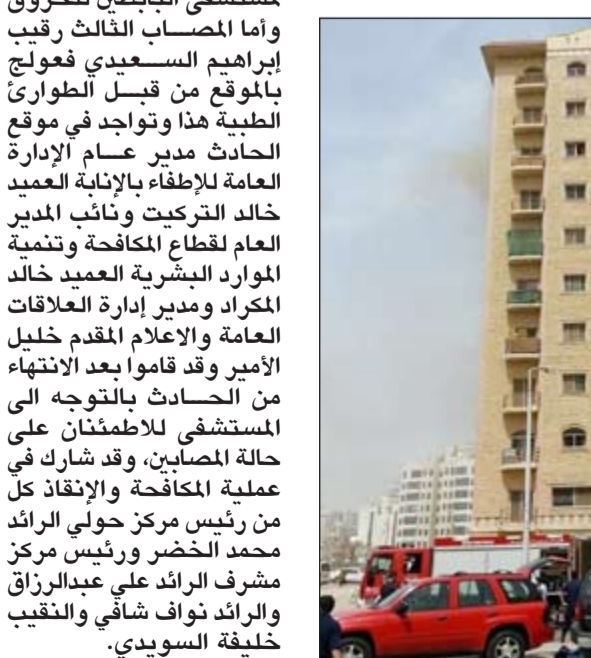 لمستشفى البابطين للحروق
وأما المصاب الثالث رقيب
إبراهيم السعيدي فعولج
بالموقع من قبل الطوارئ
الطبية هذا وتواجد في موقع
الحادث مدير عام الإدارة
العامة للإطفاء بالإنابة العميد
خالد التركيت ونائب المدير
العام لقطاع المكافحة وتنمية
الموارد البشرية العميد خالد
المكراد ومدير إدارة العلاقات
العامة والاعلام المقدم خليل
الأمير وقد قاموا بعد الانتهاء
من الحادث بالتوجه الى
المستشفى للاطمئنان على
حالة المصابين، وقد شارك في
عملية المكافحة والإنقاذ كل
من رئيس مركز حولي الرائد
محمد الخضر ورئيس مركز
مشرف الرائد علي عبدالرزاق
والرائد نواف شافي والنقيب
خليفة السويدي.